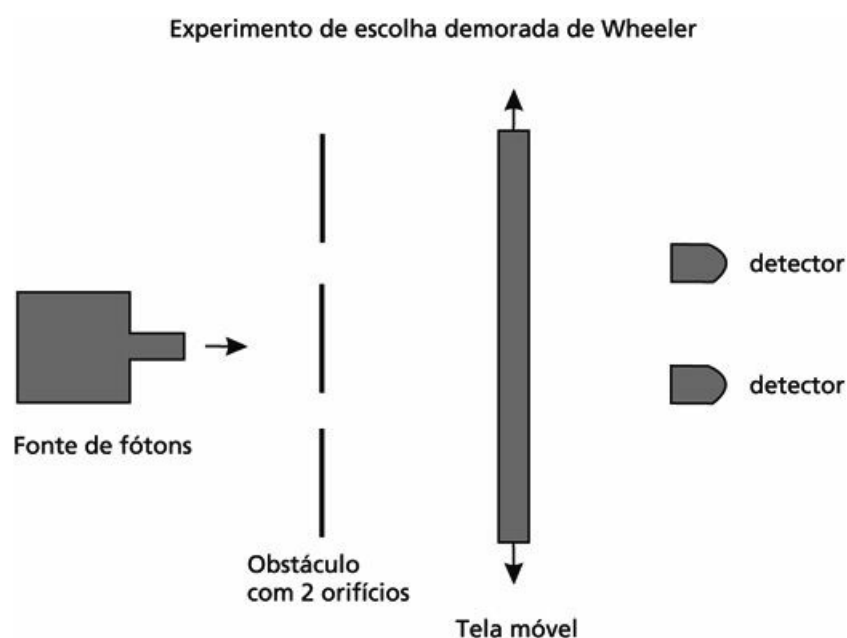 Experimento de escolha demorada de Wheeler
detector
detector
Fonte de fótons
Obstáculo
com 2 orifícios
Tela móvel